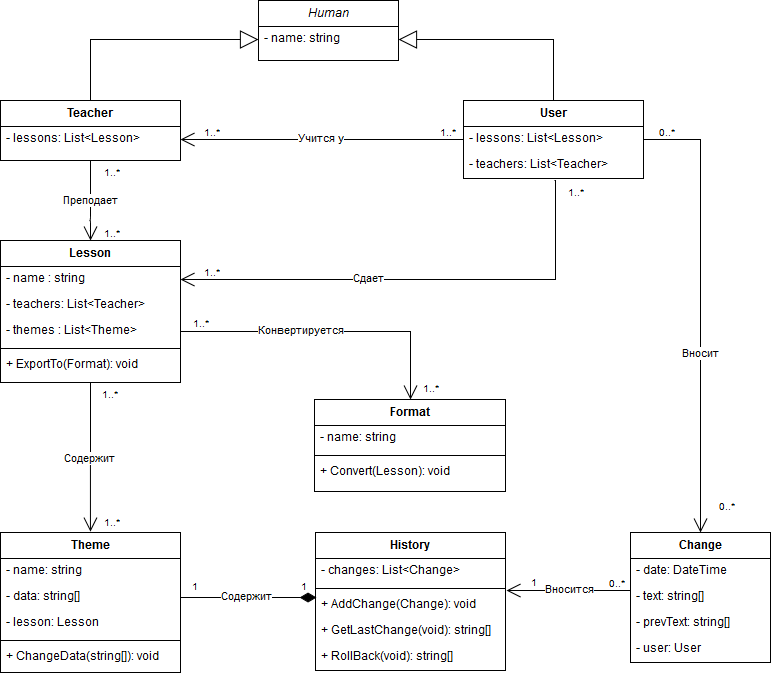 Human
- name: string
Teacher
- lessons: List<Lesson>
User
- lessons: List<Lesson>
- teachers: List<Teacher>
1..*
Учится у
1..*
0..*
1..*
Преподает
1..*
1..*
Lesson
- name : string
- teachers: List<Teacher>
- themes : List<Theme>
+ ExportTo(Format): void
1..*
Сдает
1..*
Конвертируется
1..*
Вносит
1..*
Format
- name: string
+ Convert(Lesson): void
Содержит
1..*
0..*
Theme
- name: string
- data: string[]
- lesson: Lesson
+ ChangeData(string[]): void
1
Содержит
1
History
- changes: List<Change>
+ AddChange(Change): void
+ GetLastChange(void): string[]
+ RollBack(void): string[]
1
Вносится
0..*
Change
- date: DateTime
- text: string[]
- prevText: string[]
- user: User